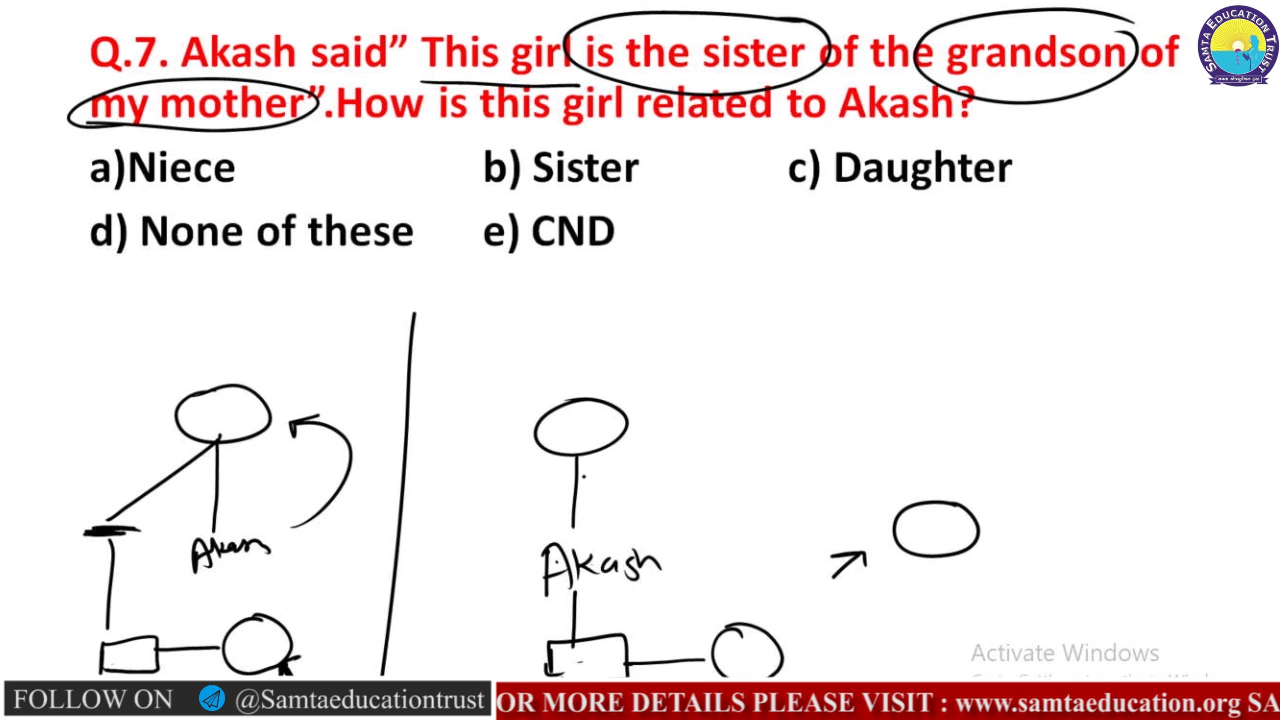 Q.7. Akash said” This girl is the sister of the grandson of
my mother”.How is this girl related to Akash?
a)Niece b) Sister c) Daughter
d) None of these e) CND
SAMTA EDUCATION TRUST
Akash
Akash
Activate Windows
FOLLOW ON @Samtaeducationtrust OR MORE DETAILS PLEASE VISIT : www.samtaeducation.org SA